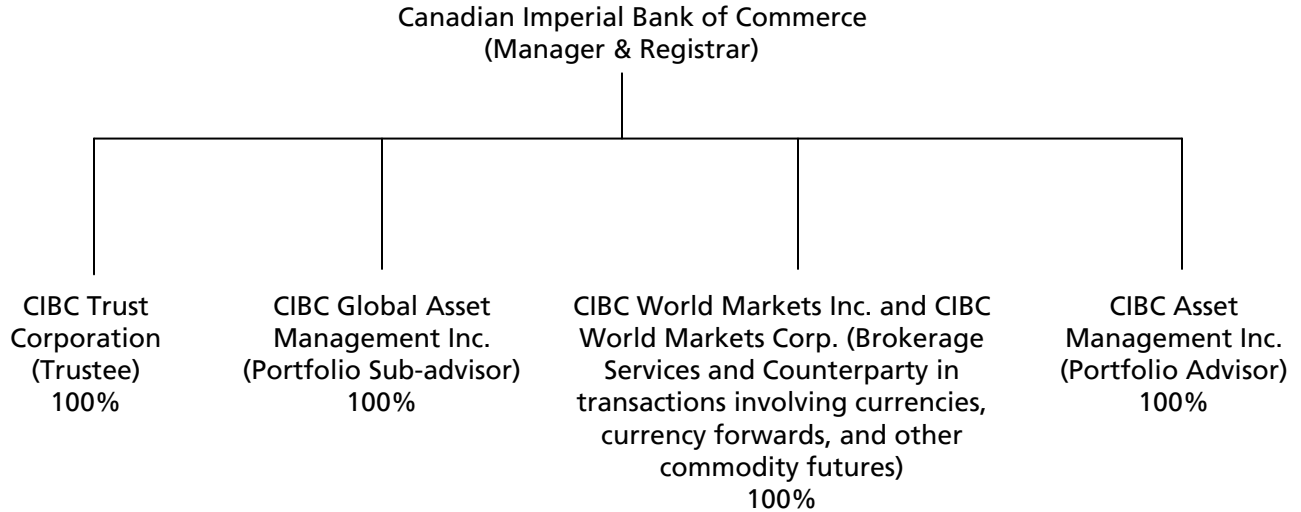 Canadian Imperial Bank of Commerce
(Manager & Registrar)
CIBC Trust
Corporation
(Trustee)
100%
CIBC Global Asset
Management Inc.
(Portfolio Sub-advisor)
100%
CIBC World Markets Inc. and CIBC
World Markets Corp. (Brokerage
Services and Counterparty in
transactions involving currencies,
currency forwards, and other
commodity futures)
100%
CIBC Asset
Management Inc.
(Portfolio Advisor)
100%